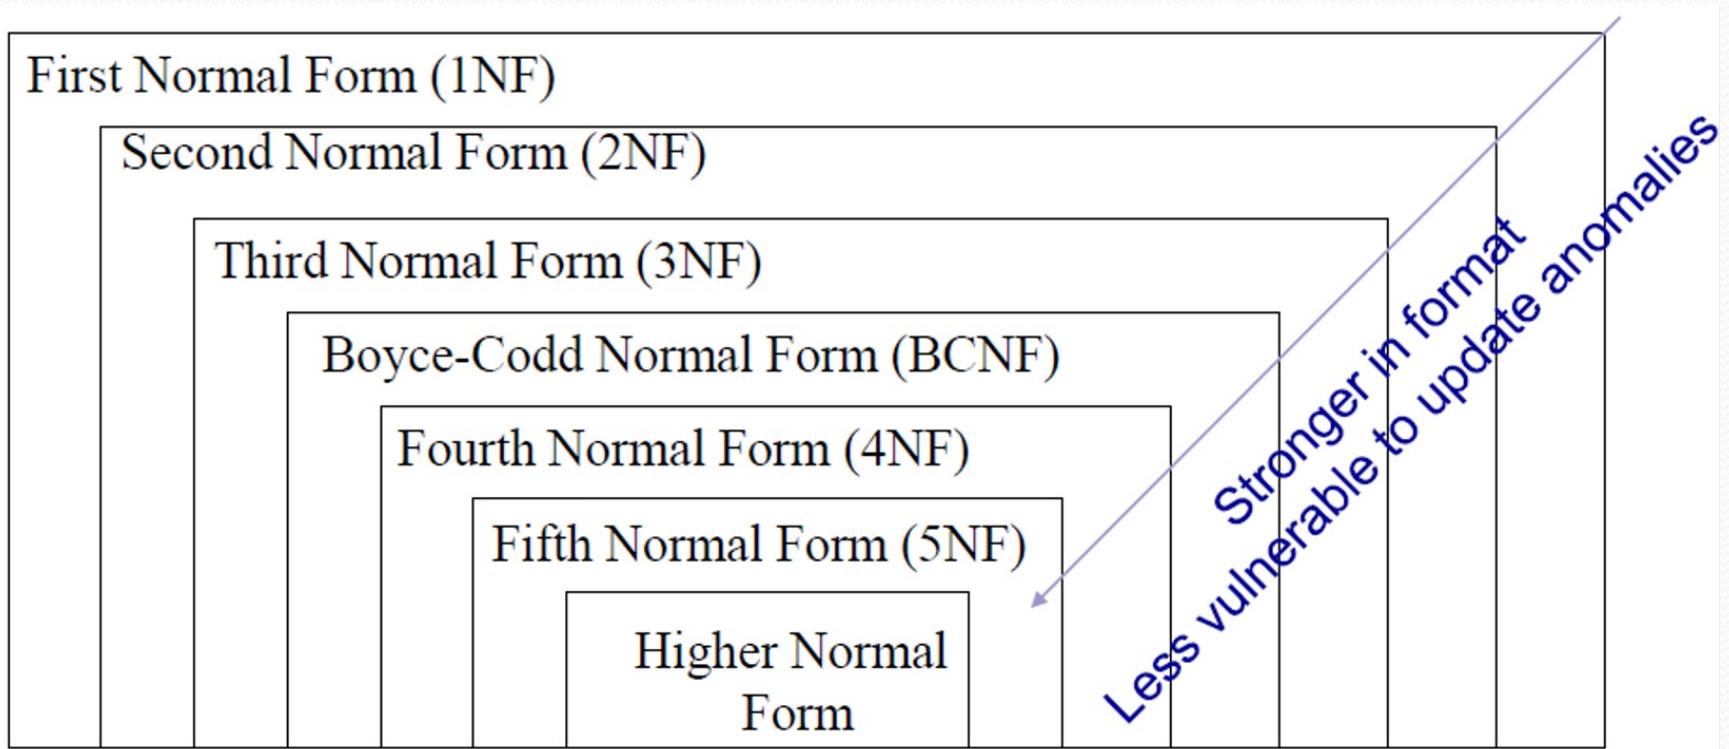 First Normal Form (1NF)
Second Normal Form (2NF)
Third Normal Form (3NF)
Boyce-Codd Normal Form (BCNF)
Fourth Normal Form (4NF)
Fifth Normal Form (5NF)
Higher Normal
Form
Stronger in format
Less vulnerable to update anomalies